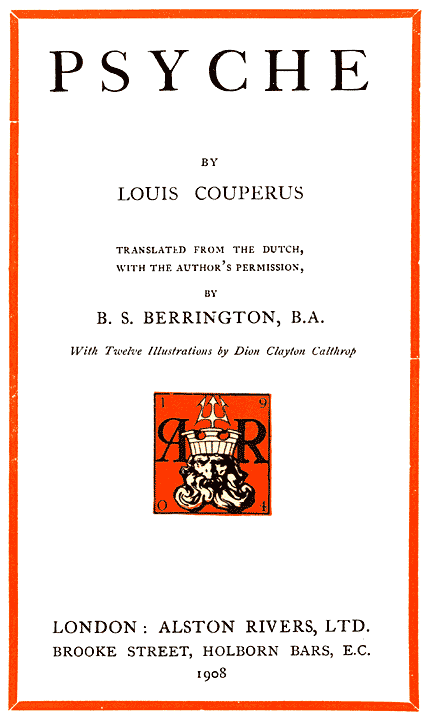 PSYCHE
BY
LOUIS COUPERUS
TRANSLATED FROM THE DUTCH,
WITH THE AUTHOR'S PERMISSION,
BY
B. S. BERRINGTON, B.A.
With Twelve Illustrations by Dion Clayton Calthrop
1 9
A R
0 4
LONDON: ALSTON RIVERS, LTD.
BROOKE STREET, HOLBORN BARS, E.C.
1908